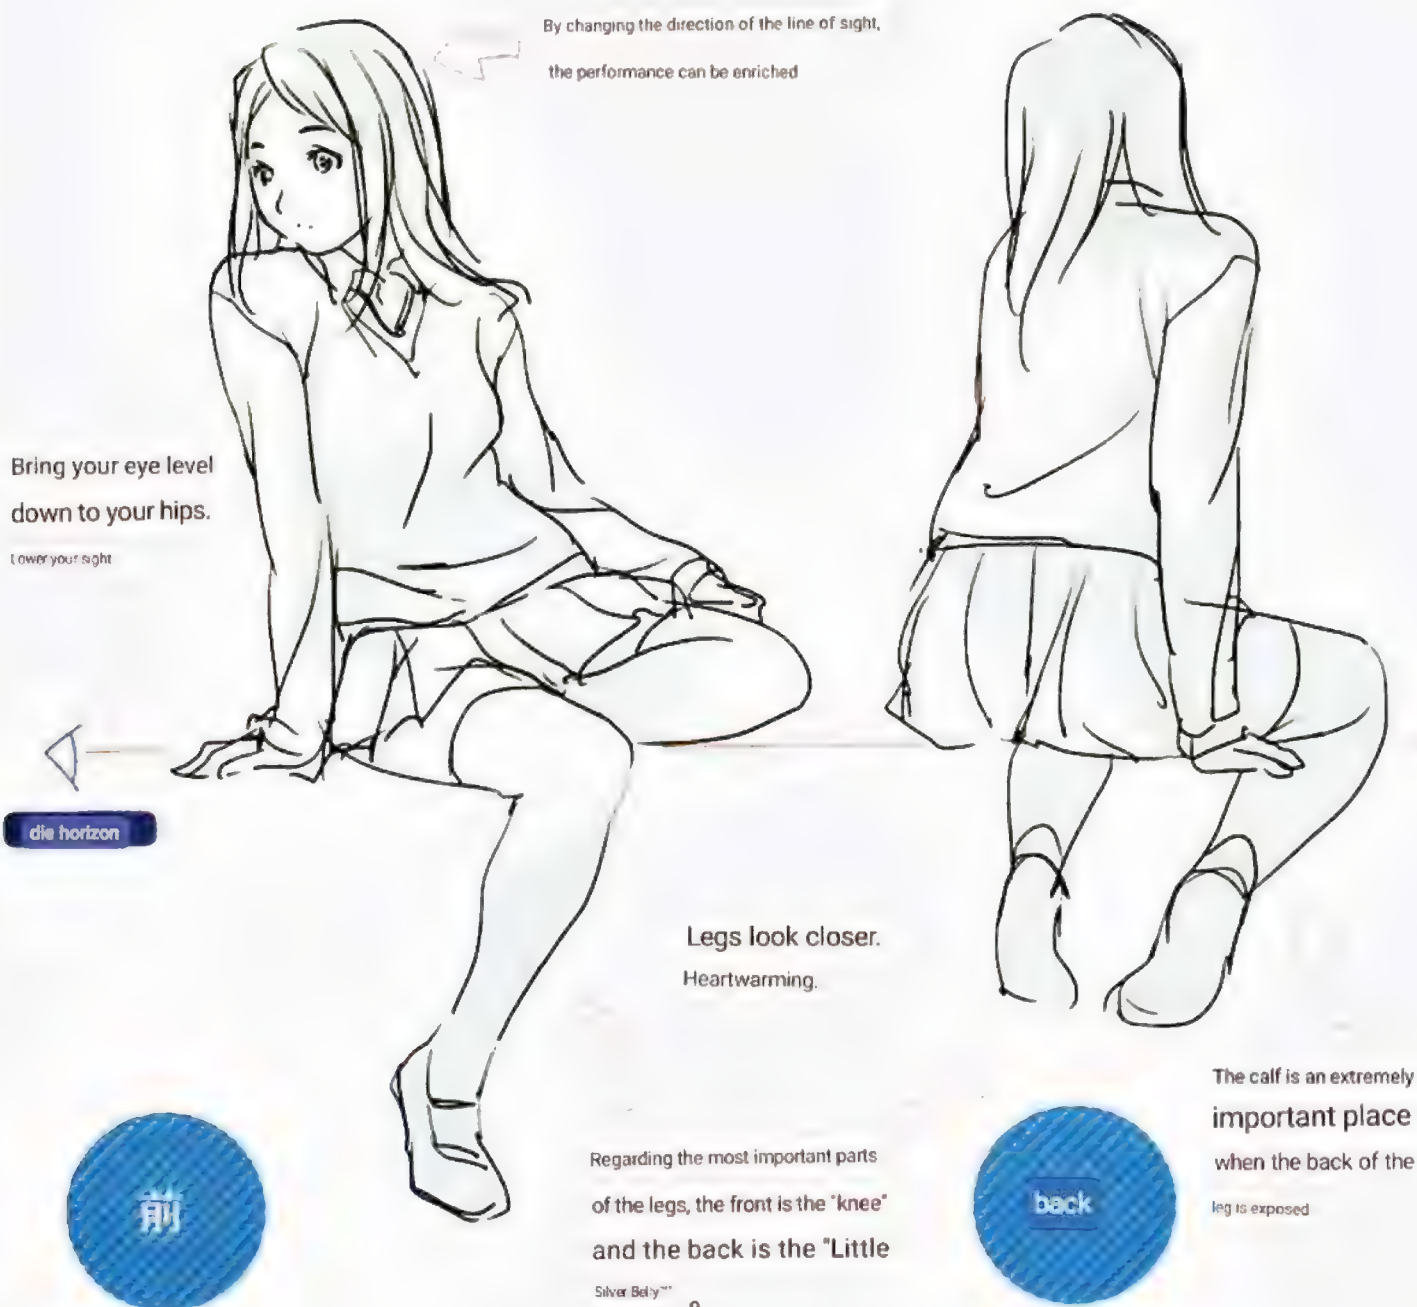 By changing the direction of the line of sight,
the performance can be enriched
Bring your eye level
down to your hips.
Lower your sight
die horizon
Legs look closer.
Heartwarming.
The calf is an extremely
important place
when the back of the
leg is exposed
Regarding the most important parts
of the legs, the front is the "knee"
and the back is the "Little
Silver Belly""
前
back